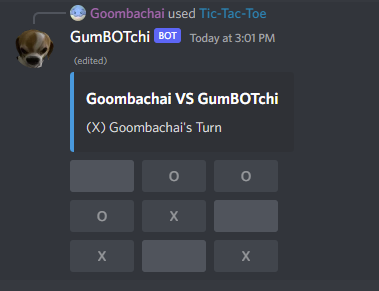 Goombachai used Tic-Tac-Toe
GumBOTchi BOT Today at 3:01 PM
(edited)
Goombachai VS GumBOTchi
(X) Goombachai's Turn
O O
O X
X X